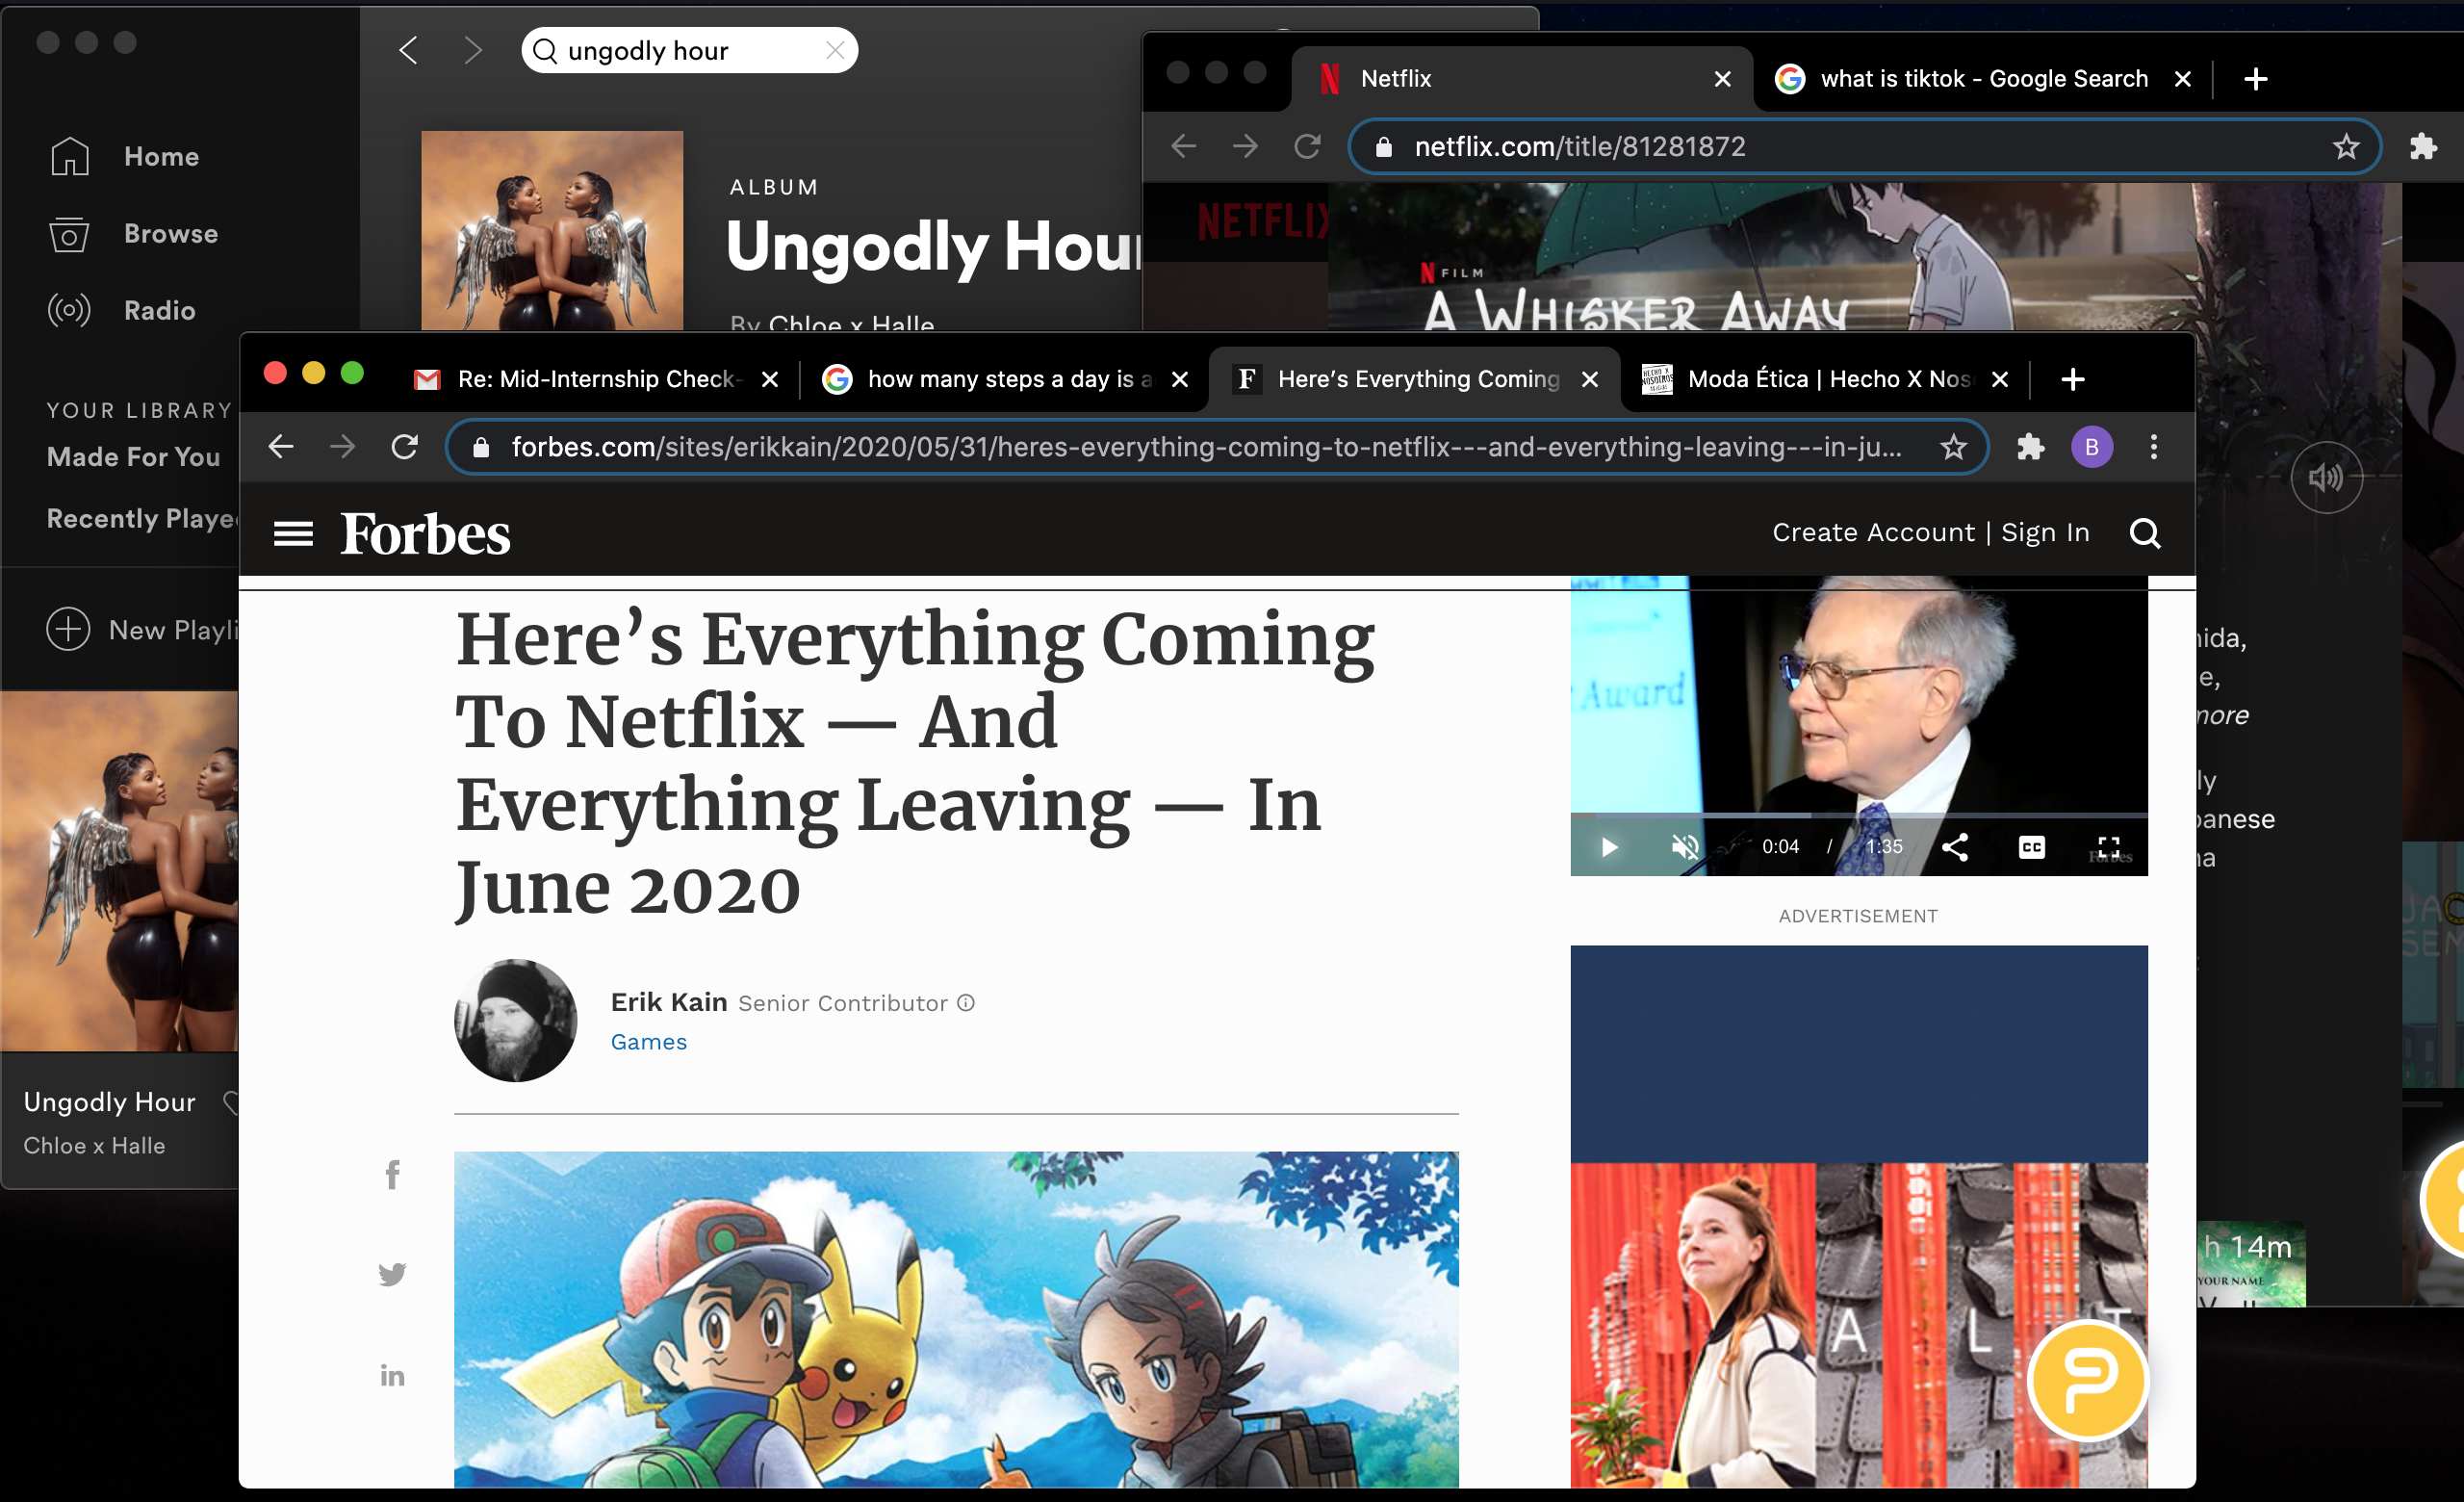 ungodly hour
Home
Browse
Radio
YOUR LIBRARY
Made For You
Recently Playe
New Playli
ALBUM
Ungodly Hou
By Chloe x Halle
Ungodly Hour
Chloe x Halle
Netflix
what is tiktok - Google Search
netflix.com/title/81281872
NETFLIX
N FILM
A WHISKER AWAY
Re: Mid-Internship Check-
how many steps a day is a
Here's Everything Coming
Moda Ética | Hecho X Nos
forbes.com/sites/erikkain/2020/05/31/heres-everything-coming-to-netflix---and-everything-leaving---in-ju...
B
Forbes
Create Account | Sign In
Here’s Everything Coming
To Netflix — And
Everything Leaving — In
June 2020
Erik Kain Senior Contributor
Games
Award
0:04 / 1:35
CC
Forbes
ADVERTISEMENT
A L T
nida,
e,
more
ly
panese
na
h 14m
YOUR NAME